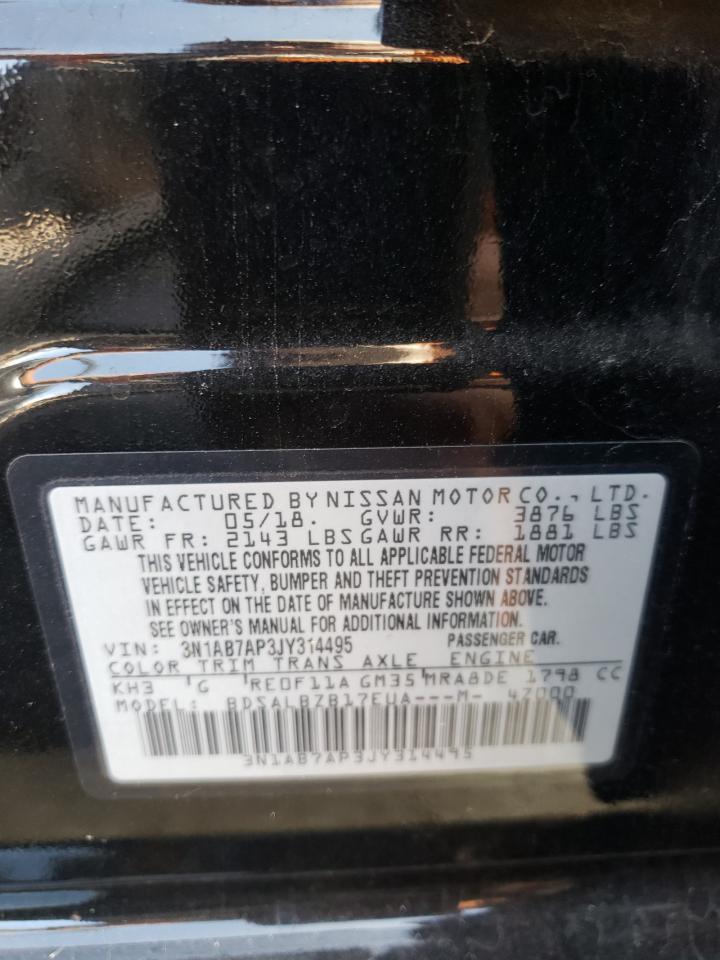 MANUFACTURED BY NISSAN MOTOR CO., LTD.
DATE: 05/18. GVWR: 3876 LBS
GAWR FR: 2143 LBS GAWR RR: 1881 LBS
THIS VEHICLE CONFORMS TO ALL APPLICABLE FEDERAL MOTOR
VEHICLE SAFETY, BUMPER AND THEFT PREVENTION STANDARDS
IN EFFECT ON THE DATE OF MANUFACTURE SHOWN ABOVE.
SEE OWNER'S MANUAL FOR ADDITIONAL INFORMATION.
VIN: 3N1AB7AP3JY314495 PASSENGER CAR.
COLOR TRIM TRANS AXLE ENGINE
KH3 'G RE0F11A GM35 MRA8DE 1798 CC
MODEL: BDSALBZB17EUA---M- 47000
3N1AB7AP3JY314495